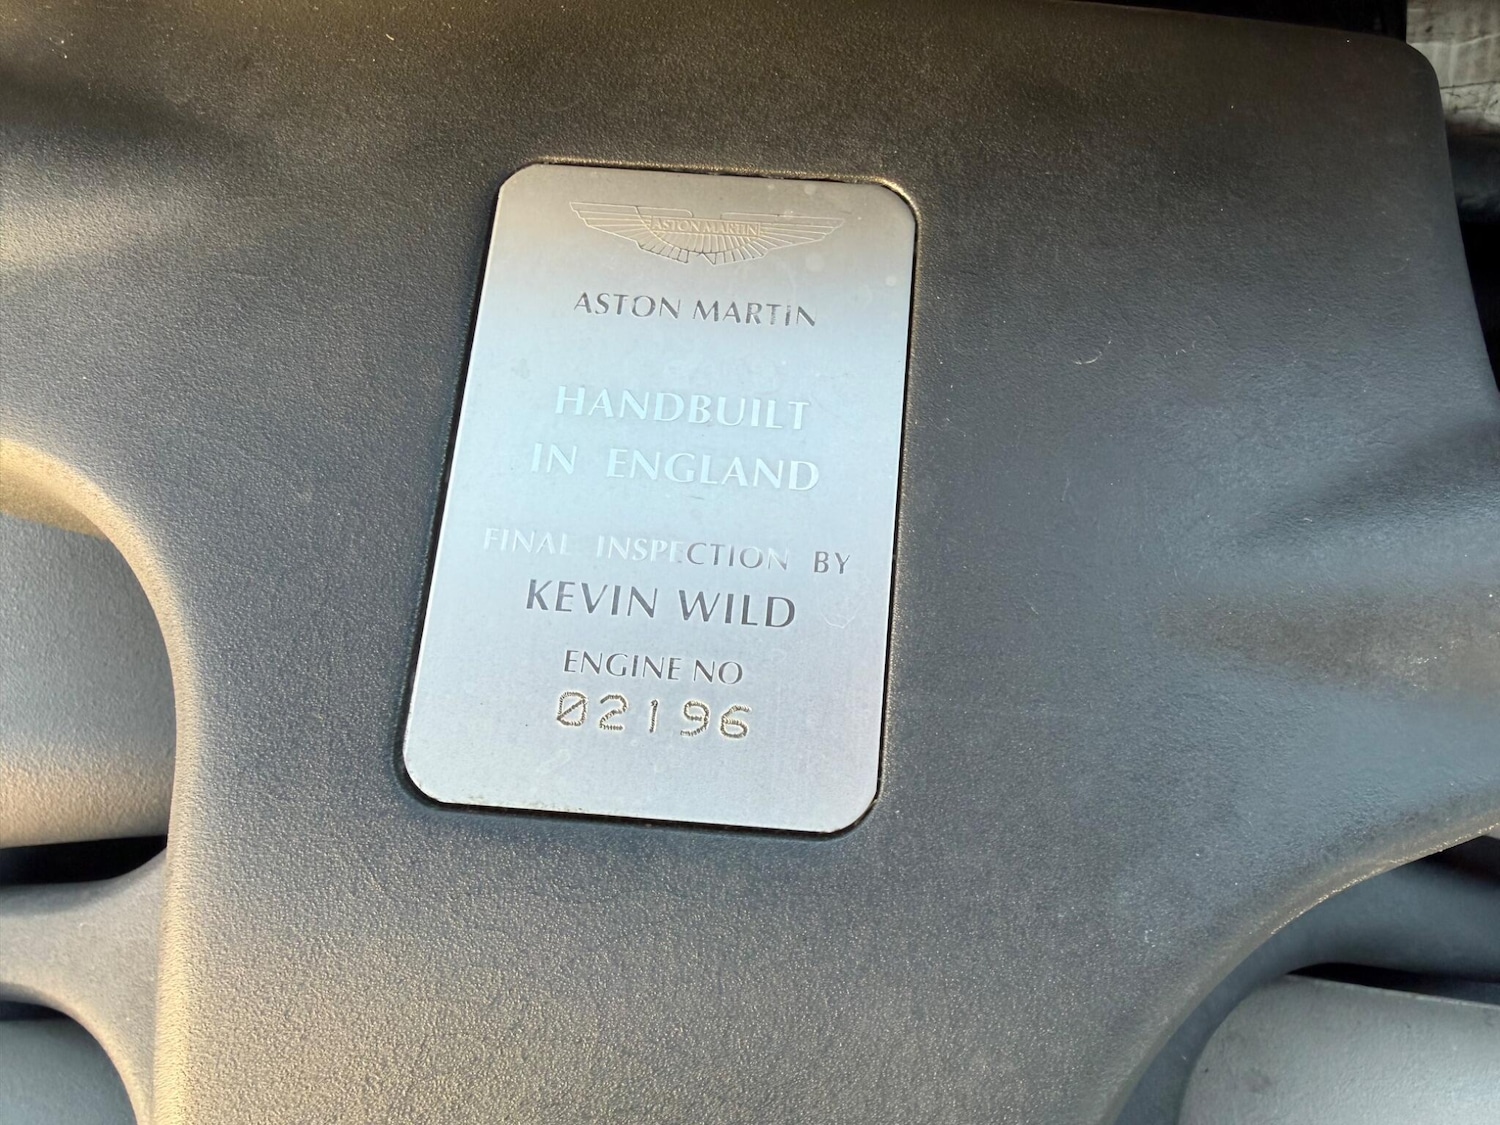 ASTON MARTIN
ASTON MARTIN
HANDBUILT
IN ENGLAND
FINAL INSPECTION BY
KEVIN WILD
ENGINE NO
02196